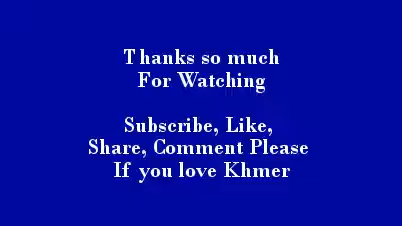 Thanks so much
For Watching
Subscribe, Like,
Share, Comment Please
If you love Khmer